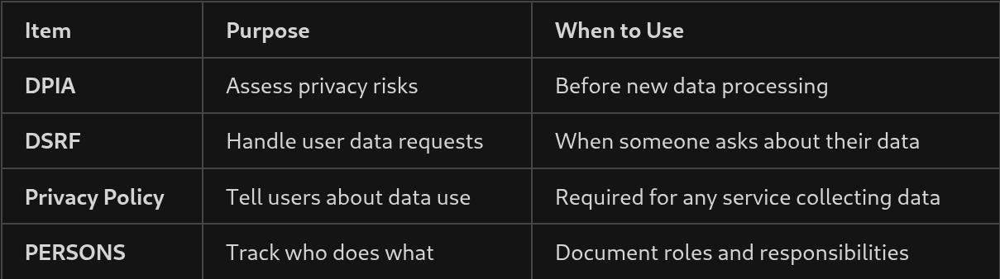 Item Purpose When to Use
DPIA Assess privacy risks Before new data processing
DSRF Handle user data requests When someone asks about their data
Privacy Policy Tell users about data use Required for any service collecting data
PERSONS Track who does what Document roles and responsibilities